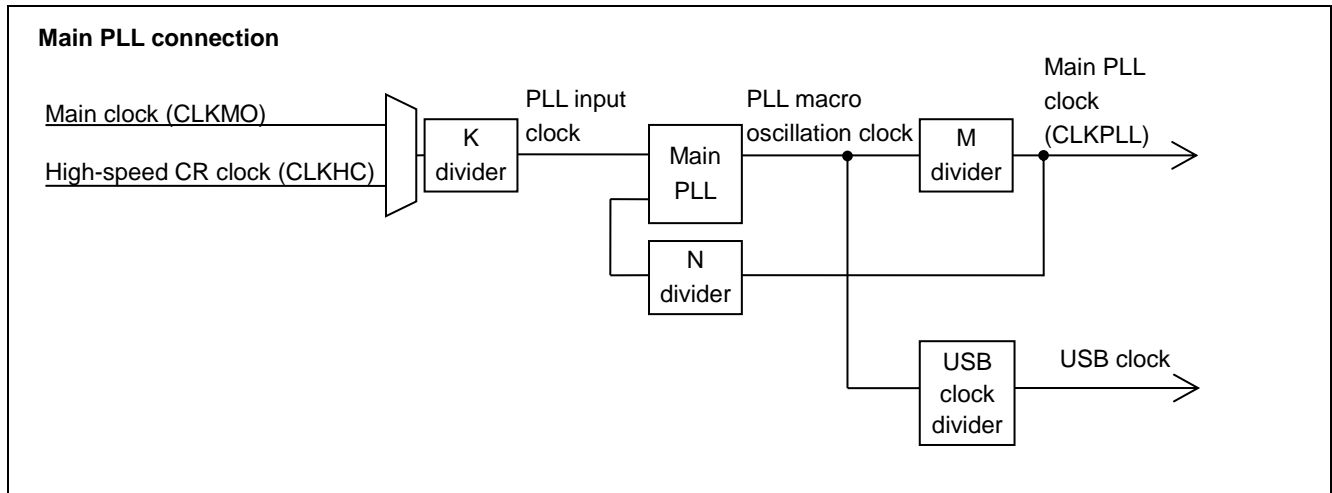 Main PLL connection
Main clock (CLKMO)
High-speed CR clock (CLKHC)
K
divider
PLL input
clock
Main
PLL
PLL macro
oscillation clock
M
divider
Main PLL
clock
(CLKPLL)
N
divider
USB
clock
divider
USB clock